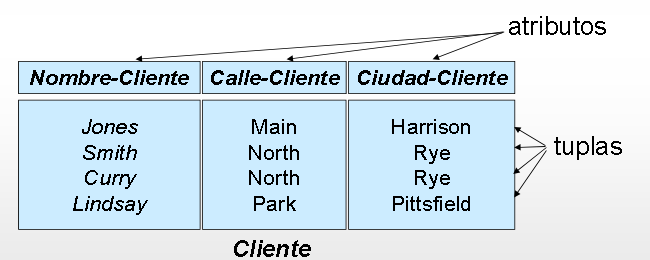 atributos
Nombre-Cliente Calle-Cliente Ciudad-Cliente
Jones Main Harrison
Smith North Rye
tuplas
Curry North Rye
Lindsay Park Pittsfield
Cliente